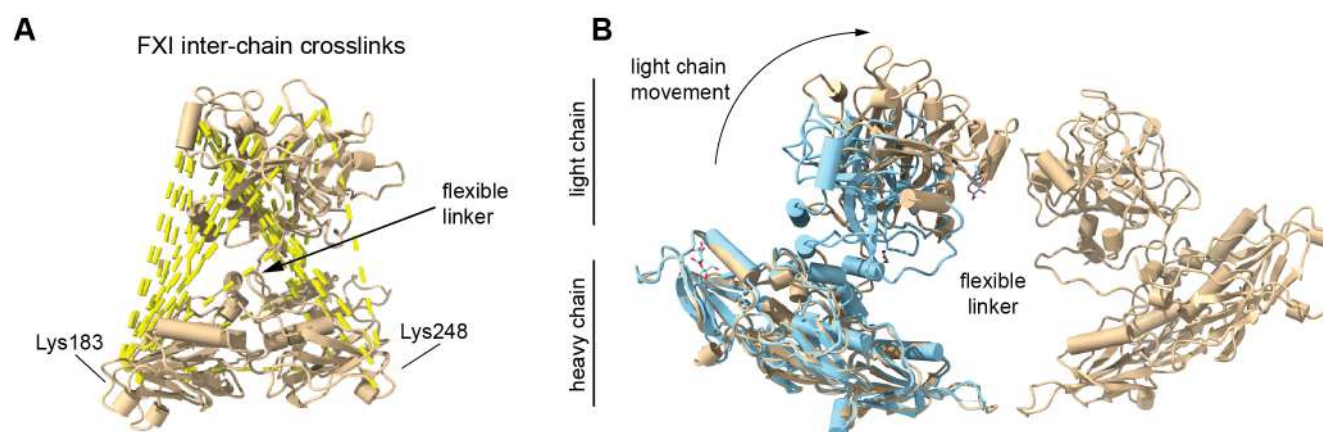 A
FXI inter-chain crosslinks
flexible
linker
Lys183
Lys248
B
light chain
movement
light chain
heavy chain
flexible
linker